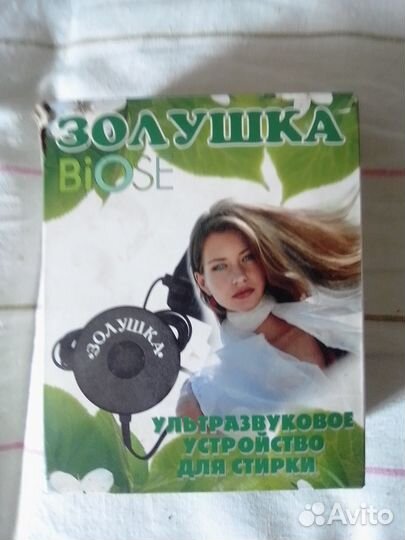 ЗОЛУШКА
BiOSE
•ЗОЛУШКА•
УЛЬТРАЗВУКОВОЕ
УСТРОЙСТВО
ДЛЯ СТИРКИ
Avito